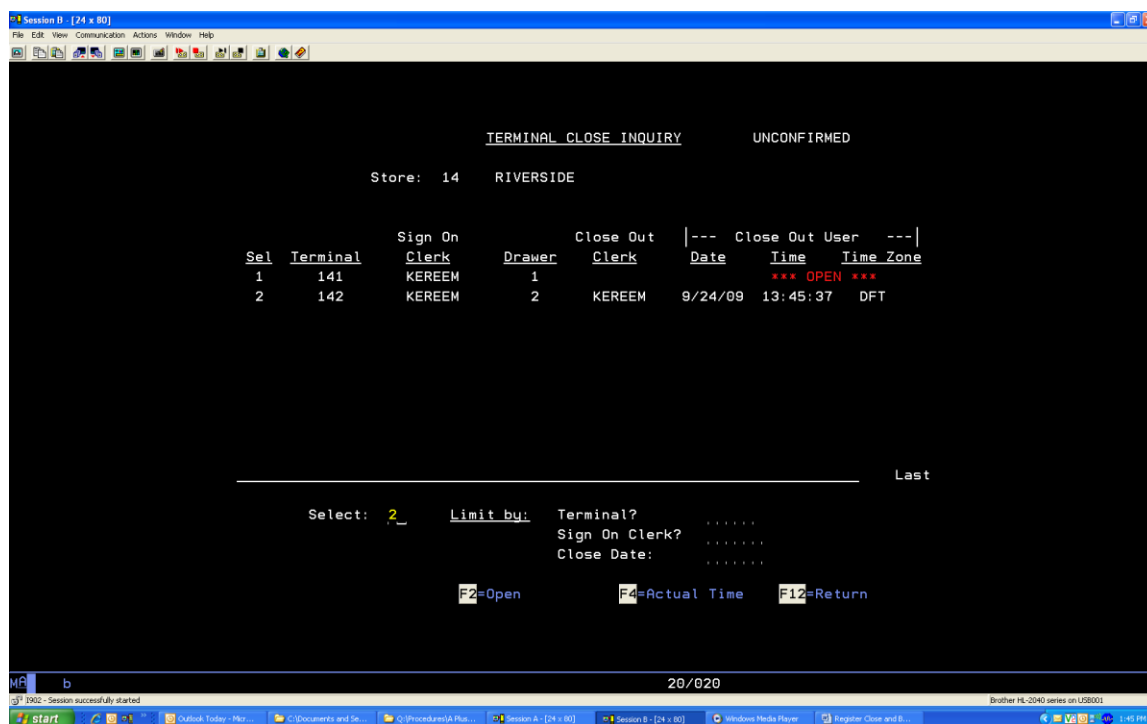 Session B - [24 x 80]
File Edit View Communication Actions Window Help
TERMINAL CLOSE INQUIRY UNCONFIRMED
Store: 14 RIVERSIDE
Sign On Close Out |--- Close Out User ---|
Sel Terminal Clerk Drawer Clerk Date Time Time Zone
1 141 KEREEM 1 *** OPEN ***
2 142 KEREEM 2 KEREEM 9/24/09 13:45:37 DFT
Last
Select: 2 Limit by: Terminal?
Sign On Clerk?
Close Date:
F2=Open F4=Actual Time F12=Return
MA b 20/020
I902 - Session successfully started Brother HL-2040 series on USB001
start Outlook Today - Micr... C:\Documents and Se... Q:\Procedures\A Plus... Session A - [24 x 80] Session B - [24 x 80] Windows Media Player Register Close and B... 1:45 PM